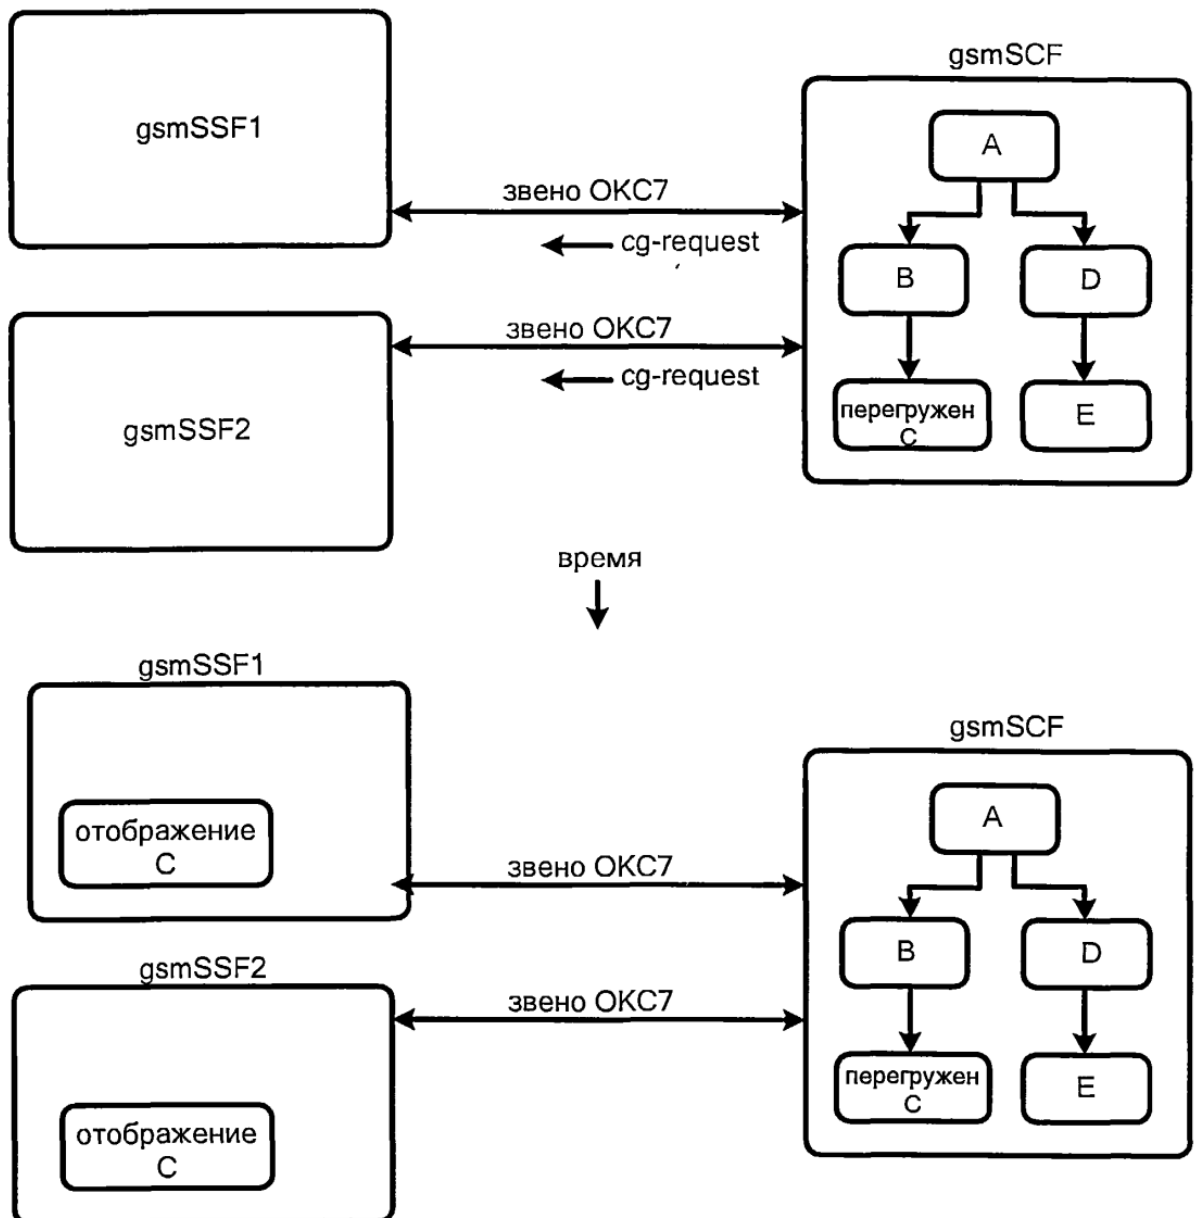 gsmSCF
gsmSSF1
A
звено ОКС7
cg-request
B
D
звено ОКС7
cg-request
gsmSSF2
перегружен
C
E
время
gsmSSF1
gsmSCF
отображение
C
A
звено ОКС7
B
D
gsmSSF2
звено ОКС7
перегружен
C
E
отображение
C